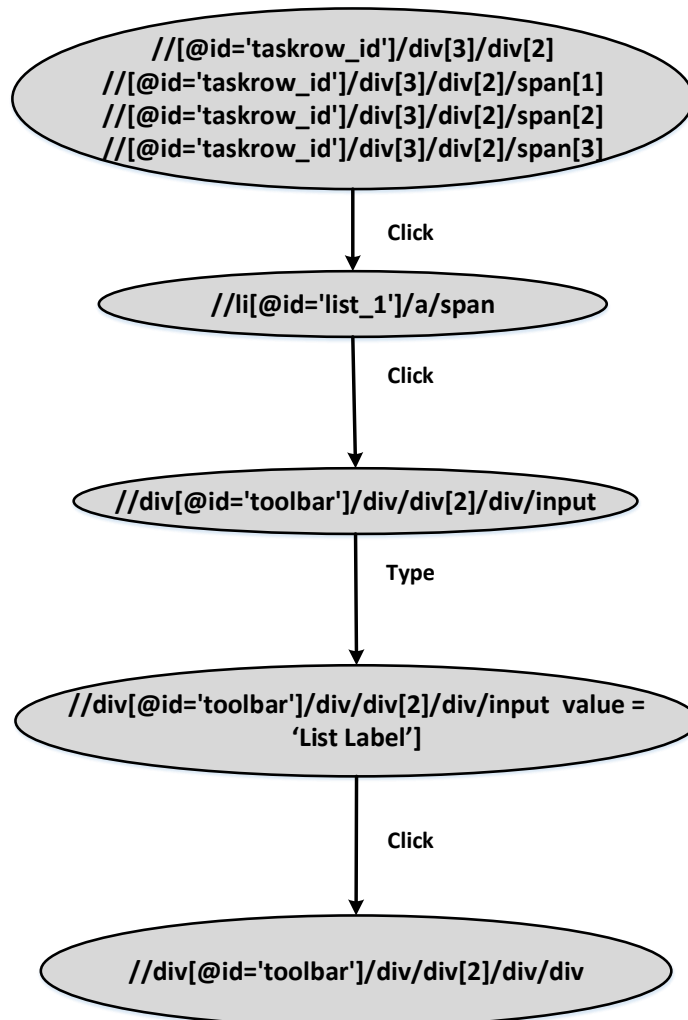 //[@id='taskrow_id']/div[3]/div[2]
//[@id='taskrow_id']/div[3]/div[2]/span[1]
//[@id='taskrow_id']/div[3]/div[2]/span[2]
//[@id='taskrow_id']/div[3]/div[2]/span[3]
Click
//li[@id='list_1']/a/span
Click
//div[@id='toolbar']/div/div[2]/div/input
Type
//div[@id='toolbar']/div/div[2]/div/input  value =
‘List Label’]
Click
//div[@id='toolbar']/div/div[2]/div/div